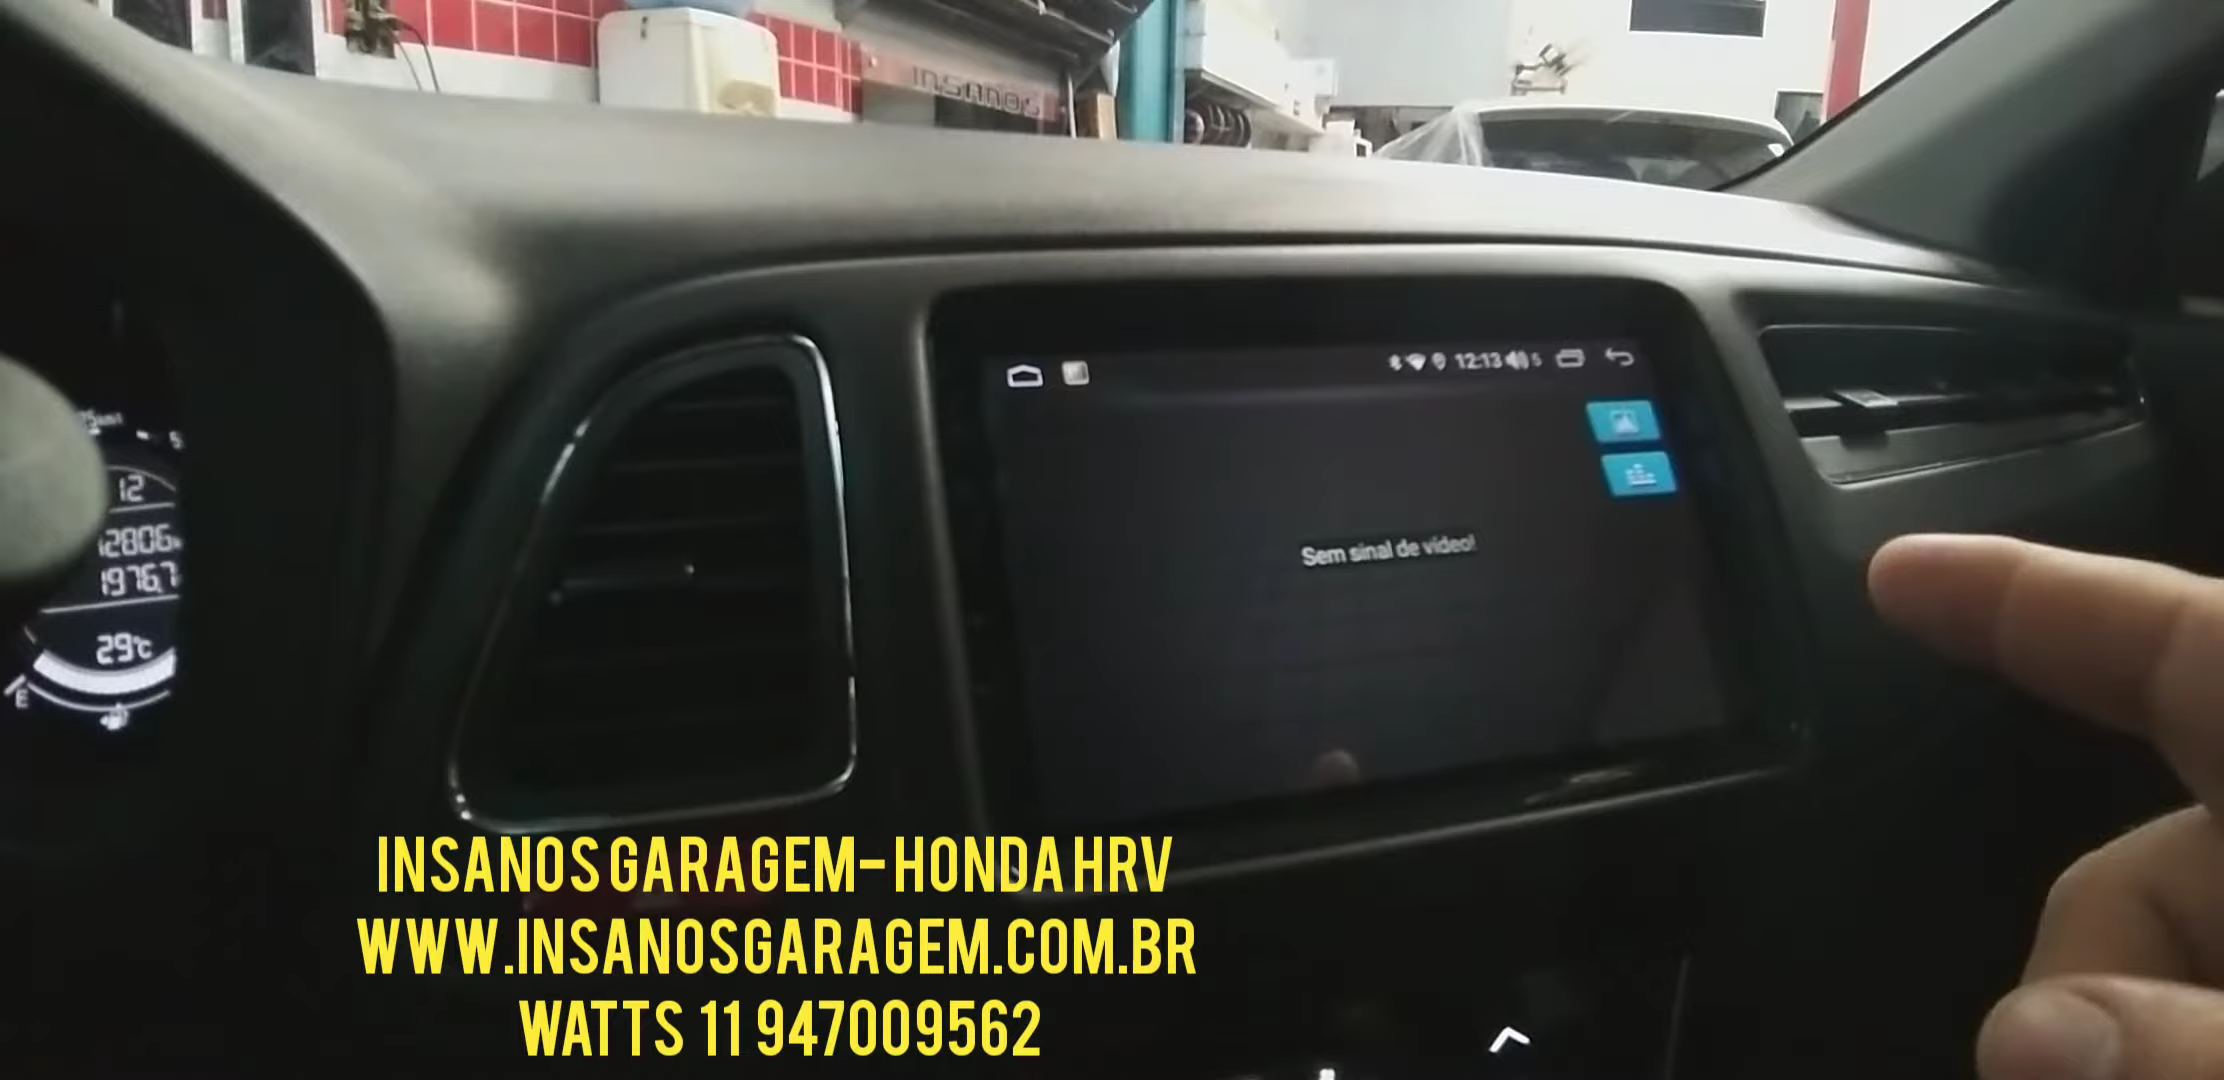 INSANOS
12:13 5
Sem sinal de vídeo!
12
12806
1976,7
29°C
E
INSANOS GARAGEM - HONDA HRV
WWW.INSANOSGARAGEM.COM.BR
WATTS 11 947009562